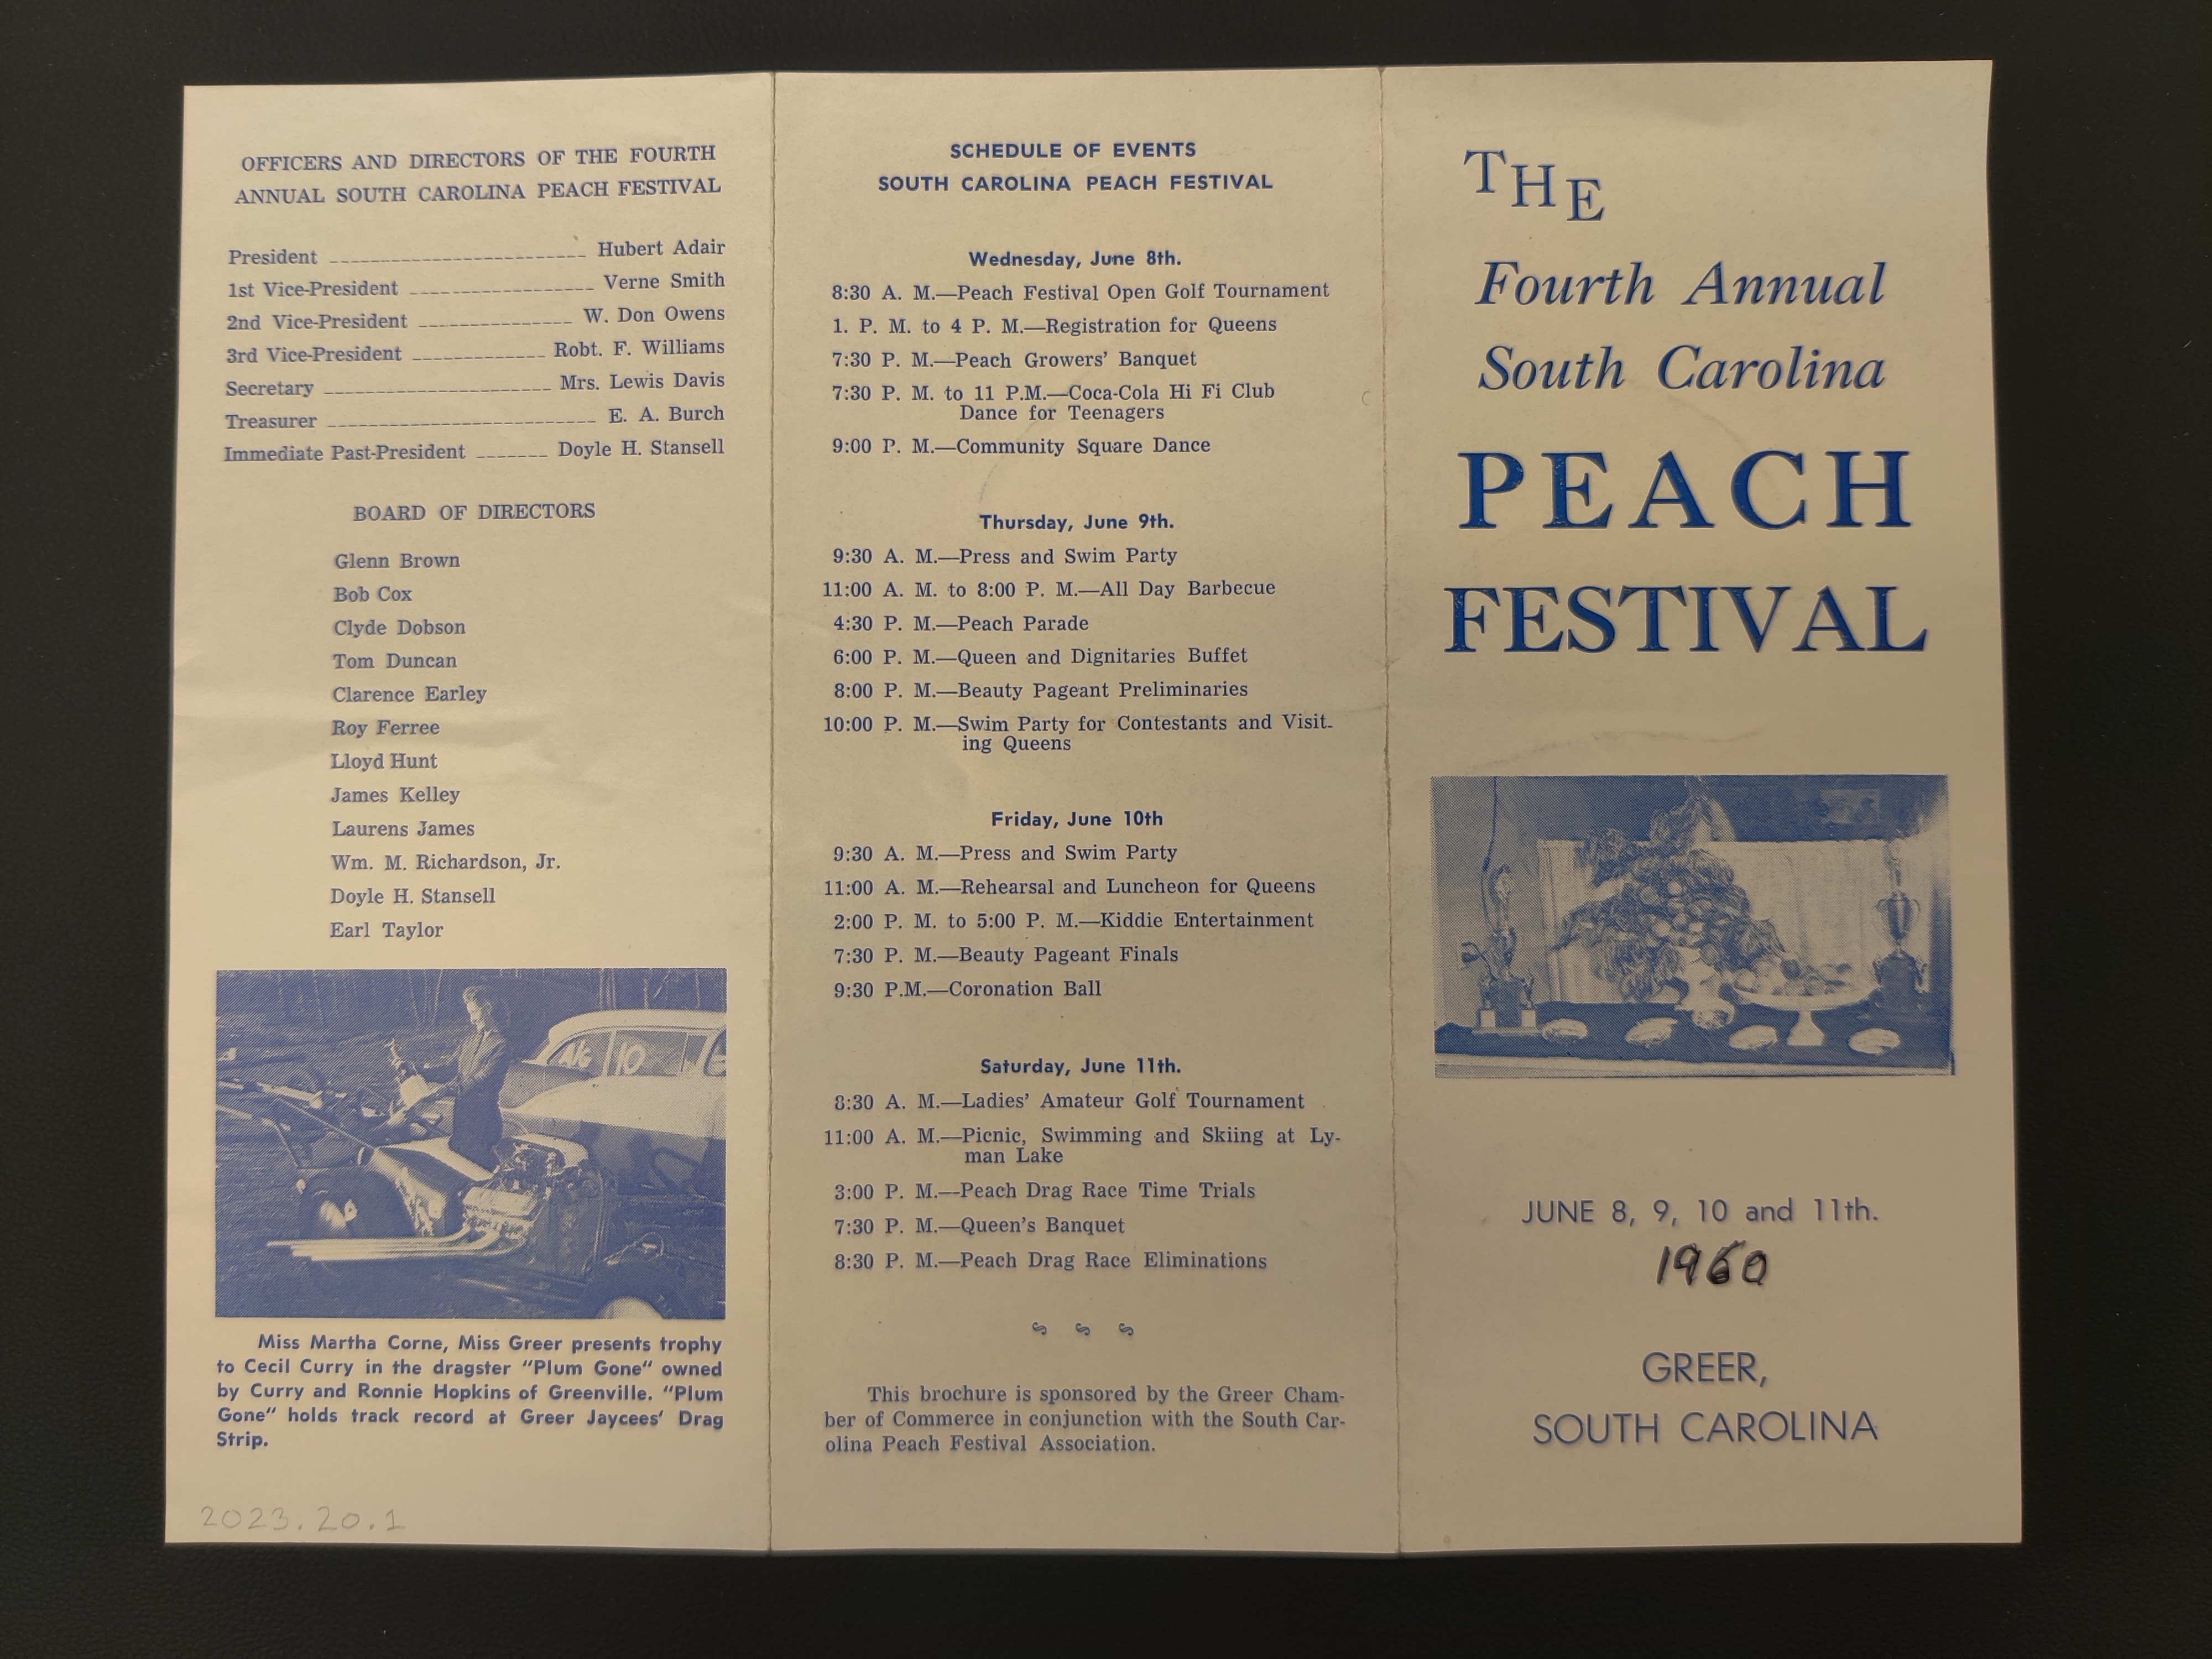 OFFICERS AND DIRECTORS OF THE FOURTH
ANNUAL SOUTH CAROLINA PEACH FESTIVAL
President Hubert Adair
1st Vice-President Verne Smith
2nd Vice-President W. Don Owens
3rd Vice-President Robt. F. Williams
Secretary Mrs. Lewis Davis
Treasurer E. A. Burch
Immediate Past-President Doyle H. Stansell
BOARD OF DIRECTORS
Glenn Brown
Bob Cox
Clyde Dobson
Tom Duncan
Clarence Earley
Roy Ferree
Lloyd Hunt
James Kelley
Laurens James
Wm. M. Richardson, Jr.
Doyle H. Stansell
Earl Taylor
A/G 10
Miss Martha Corne, Miss Greer presents trophy
to Cecil Curry in the dragster "Plum Gone" owned
by Curry and Ronnie Hopkins of Greenville. "Plum
Gone" holds track record at Greer Jaycees' Drag
Strip.
2023.20.1
SCHEDULE OF EVENTS
SOUTH CAROLINA PEACH FESTIVAL
Wednesday, June 8th.
8:30 A. M.—Peach Festival Open Golf Tournament
1. P. M. to 4 P. M.—Registration for Queens
7:30 P. M.—Peach Growers' Banquet
7:30 P. M. to 11 P.M.—Coca-Cola Hi Fi Club
Dance for Teenagers
9:00 P. M.—Community Square Dance
Thursday, June 9th.
9:30 A. M.—Press and Swim Party
11:00 A. M. to 8:00 P. M.—All Day Barbecue
4:30 P. M.—Peach Parade
6:00 P. M.—Queen and Dignitaries Buffet
8:00 P. M.—Beauty Pageant Preliminaries
10:00 P. M.—Swim Party for Contestants and Visit-
ing Queens
Friday, June 10th
9:30 A. M.—Press and Swim Party
11:00 A. M.—Rehearsal and Luncheon for Queens
2:00 P. M. to 5:00 P. M.—Kiddie Entertainment
7:30 P. M.—Beauty Pageant Finals
9:30 P.M.—Coronation Ball
Saturday, June 11th.
8:30 A. M.—Ladies' Amateur Golf Tournament
11:00 A. M.—Picnic, Swimming and Skiing at Ly-
man Lake
3:00 P. M.—Peach Drag Race Time Trials
7:30 P. M.—Queen's Banquet
8:30 P. M.—Peach Drag Race Eliminations
This brochure is sponsored by the Greer Cham-
ber of Commerce in conjunction with the South Car-
olina Peach Festival Association.
THE
Fourth Annual
South Carolina
PEACH
FESTIVAL
JUNE 8, 9, 10 and 11th.
1960
GREER,
SOUTH CAROLINA